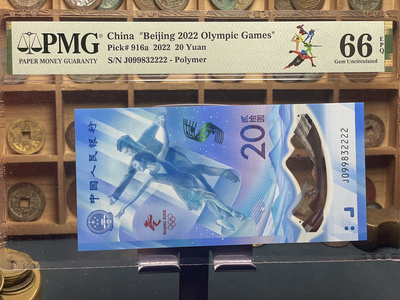 PMG
PAPER MONEY GUARANTY
China "Beijing 2022 Olympic Games"
Pick# 916a 2022 20 Yuan
S/N J099832222 - Polymer
66
EPQ
Gem Uncirculated
中国人民银行
20
贰拾圆
J099832222
BEIJING 2022